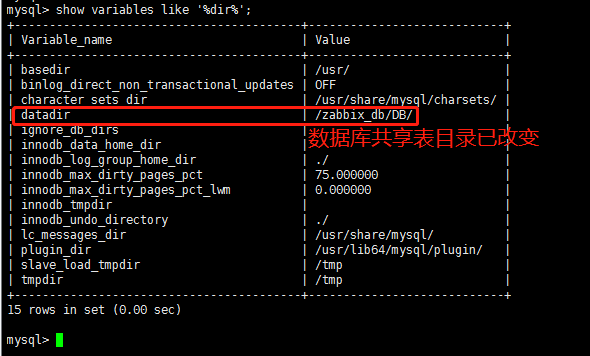 mysql> show variables like '%dir%';
+-----------------------------------------+----------------------------+
| Variable_name | Value |
+-----------------------------------------+----------------------------+
| basedir | /usr/ |
| binlog_direct_non_transactional_updates | OFF |
| character_sets_dir | /usr/share/mysql/charsets/ |
| datadir | /zabbix_db/DB/ |
| ignore_db_dirs | |
数据库共享表目录已改变
| innodb_data_home_dir | |
| innodb_log_group_home_dir | ./ |
| innodb_max_dirty_pages_pct | 75.000000 |
| innodb_max_dirty_pages_pct_lwm | 0.000000 |
| innodb_tmpdir | |
| innodb_undo_directory | ./ |
| lc_messages_dir | /usr/share/mysql/ |
| plugin_dir | /usr/lib64/mysql/plugin/ |
| slave_load_tmpdir | /tmp |
| tmpdir | /tmp |
+-----------------------------------------+----------------------------+
15 rows in set (0.00 sec)
mysql>